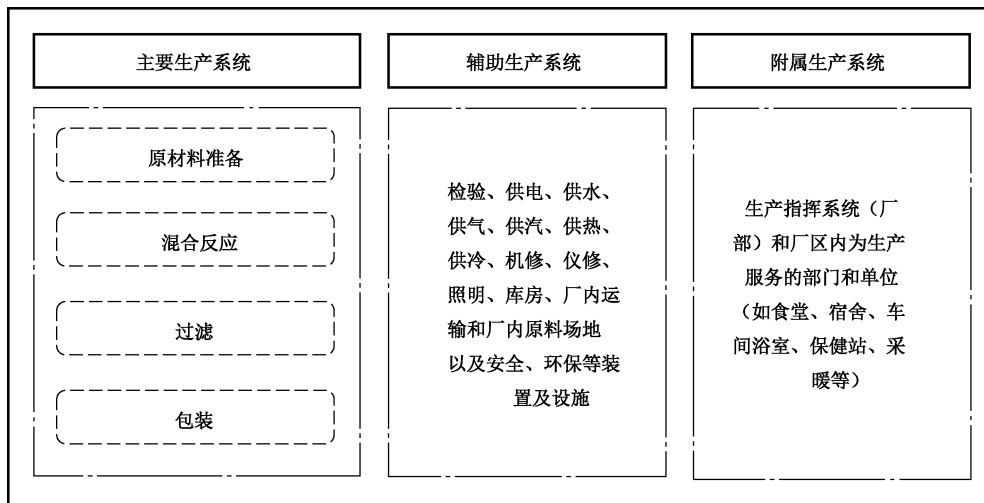 主要生产系统
原材料准备
混合反应
过滤
包装
辅助生产系统
检验、供电、供水、
供气、供汽、供热、
供冷、机修、仪修、
照明、库房、厂内运
输和厂内原料场地
以及安全、环保等装
置及设施
附属生产系统
生产指挥系统（厂
部）和厂区内为生产
服务的部门和单位
（如食堂、宿舍、车
间浴室、保健站、采
暖等）